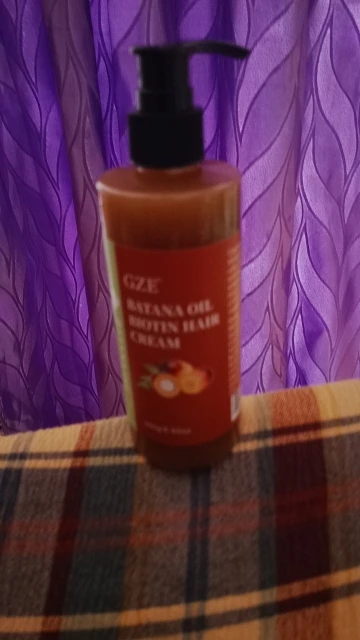 GZE
BATANA OIL
BIOTIN HAIR
CREAM